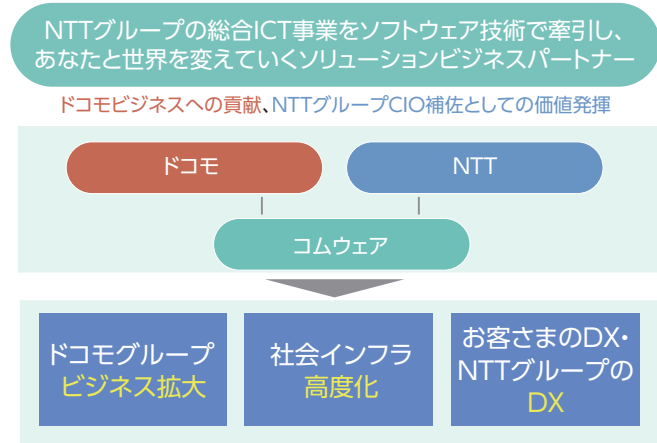 NTTグループの総合ICT事業をソフトウェア技術で牽引し、
あなたと世界を変えていくソリューションビジネスパートナー
ドコモビジネスへの貢献、NTTグループCIO補佐としての価値発揮
ドコモ
NTT
コムウェア
ドコモグループ
ビジネス拡大
社会インフラ
高度化
お客さまのDX・
NTTグループの
DX